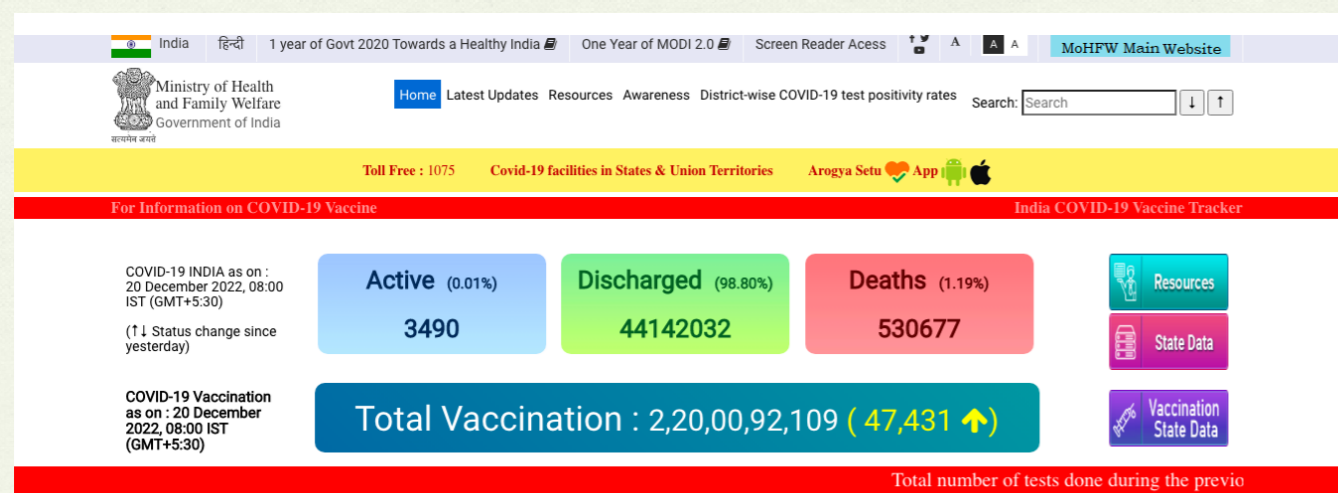 India हिन्दी 1 year of Govt 2020 Towards a Healthy India One Year of MODI 2.0 Screen Reader Acess A A A MoHFW Main Website
Ministry of Health
and Family Welfare
Government of India
सत्यमेव जयते
Home Latest Updates Resources Awareness District-wise COVID-19 test positivity rates Search: Search ↓ ↑
Toll Free : 1075 Covid-19 facilities in States & Union Territories Arogya Setu App
For Information on COVID-19 Vaccine India COVID-19 Vaccine Tracker
COVID-19 INDIA as on :
20 December 2022, 08:00
IST (GMT+5:30)
(↑↓ Status change since
yesterday)
Active (0.01%)
3490
Discharged (98.80%)
44142032
Deaths (1.19%)
530677
Resources
State Data
COVID-19 Vaccination
as on : 20 December
2022, 08:00 IST
(GMT+5:30)
Total Vaccination : 2,20,00,92,109 ( 47,431 ↑)
Vaccination
State Data
Total number of tests done during the previo